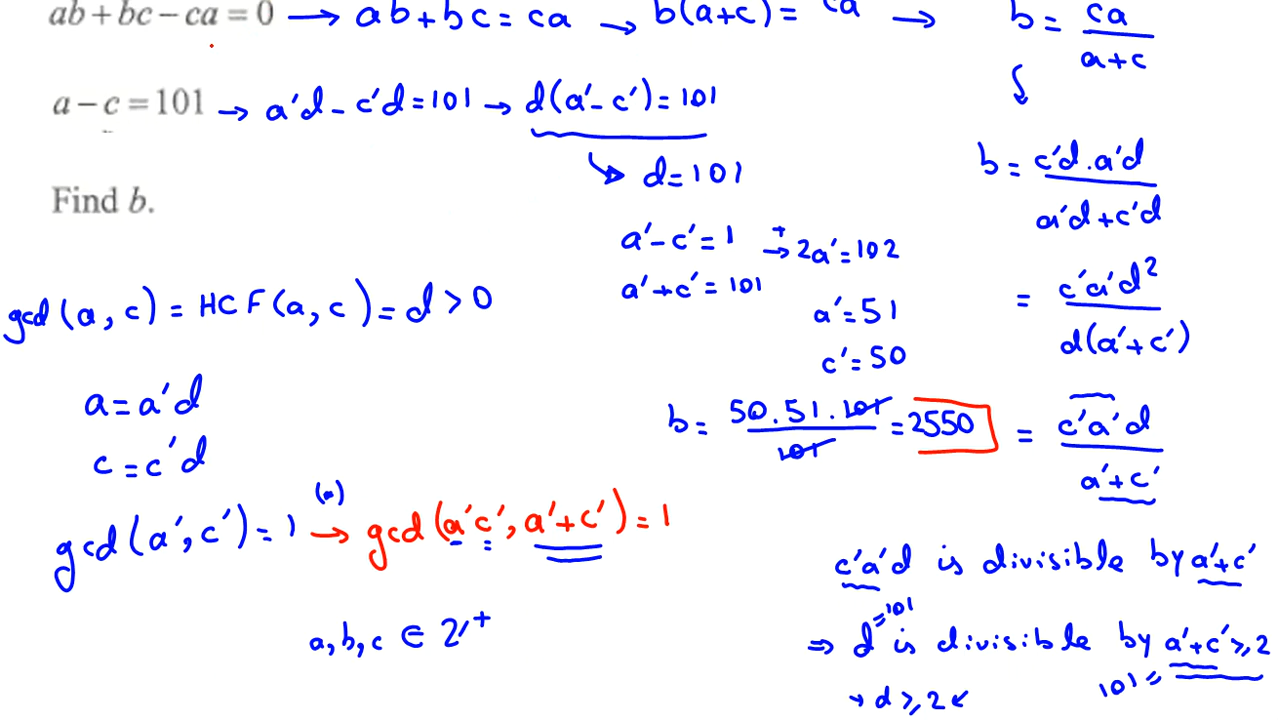 ab + bc − ca = 0 → ab + bc = ca → b(a+c) = ca → b = ca / a+c
a − c = 101 → a'd − c'd = 101 → d(a' − c') = 101
↳ d = 101
b = c'd . a'd / a'd + c'd
Find b.
a' − c' = 1 +→ 2a' = 102
a' + c' = 101
a' = 51
c' = 50
= c'a'd² / d(a' + c')
gcd(a, c) = HCF(a, c) = d > 0
a = a'd
c = c'd
b = 50 . 51 . 101 / 101 = 2550
= c'a'd / a' + c'
gcd(a', c') = 1 (*)→ gcd(a'c', a' + c') = 1
c'a'd is divisible by a' + c'
a, b, c ∈ Z⁺
⇒ d = 101 is divisible by a' + c' ⩾ 2
101 =
→ d ⩾ 2 ↙